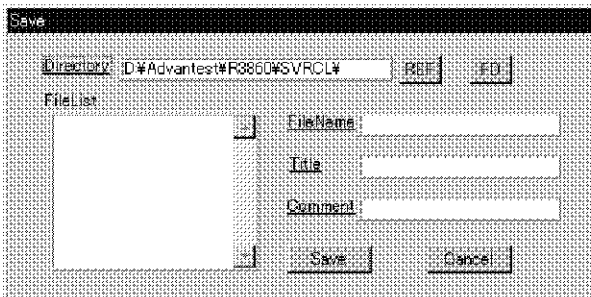 Save
Directory D¥Advantest¥R3860¥SVRCL¥ REF FD
FileList
FileName
Title
Comment
Save Cancel